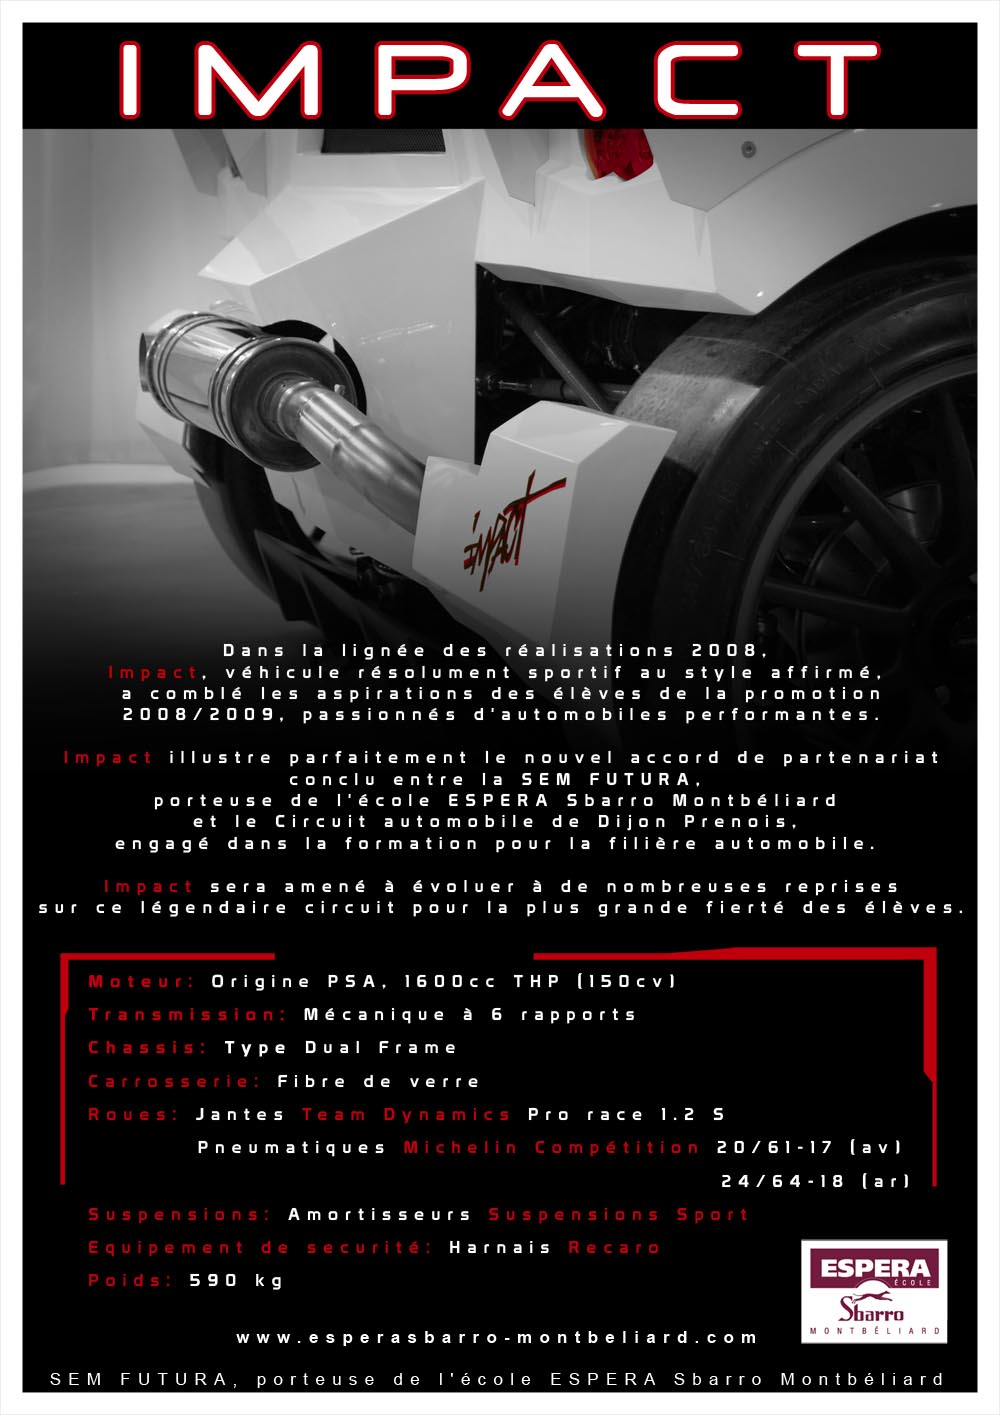 IMPACT
impact
Dans la lignée des réalisations 2008,
Impact, véhicule résolument sportif au style affirmé,
a comblé les aspirations des élèves de la promotion
2008/2009, passionnés d'automobiles performantes.
Impact illustre parfaitement le nouvel accord de partenariat
conclu entre la SEM FUTURA,
porteuse de l'école ESPERA Sbarro Montbéliard
et le Circuit automobile de Dijon Prenois,
engagé dans la formation pour la filière automobile.
Impact sera amené à évoluer à de nombreuses reprises
sur ce légendaire circuit pour la plus grande fierté des élèves.
Moteur: Origine PSA, 1600cc THP (150cv)
Transmission: Mécanique à 6 rapports
Chassis: Type Dual Frame
Carrosserie: Fibre de verre
Roues: Jantes Team Dynamics Pro race 1.2 S
Pneumatiques Michelin Compétition 20/61-17 (av)
24/64-18 (ar)
Suspensions: Amortisseurs Suspensions Sport
Equipement de securité: Harnais Recaro
Poids: 590 kg
ESPERA
ÉCOLE
Sbarro
MONTBÉLIARD
www.esperasbarro-montbeliard.com
SEM FUTURA, porteuse de l'école ESPERA Sbarro Montbéliard